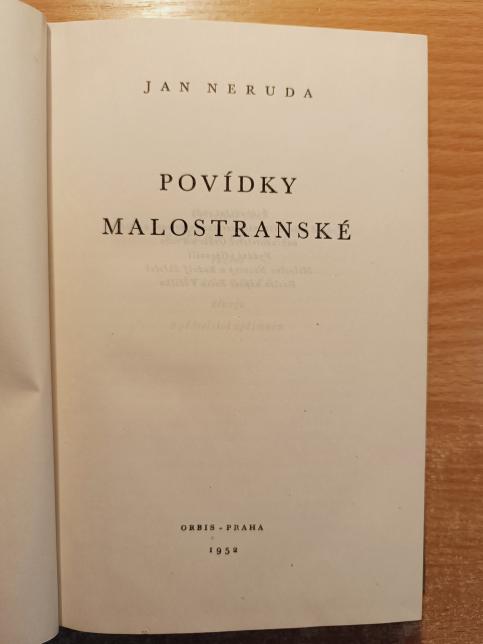 JAN NERUDA
POVÍDKY
MALOSTRANSKÉ
ORBIS - PRAHA
1952